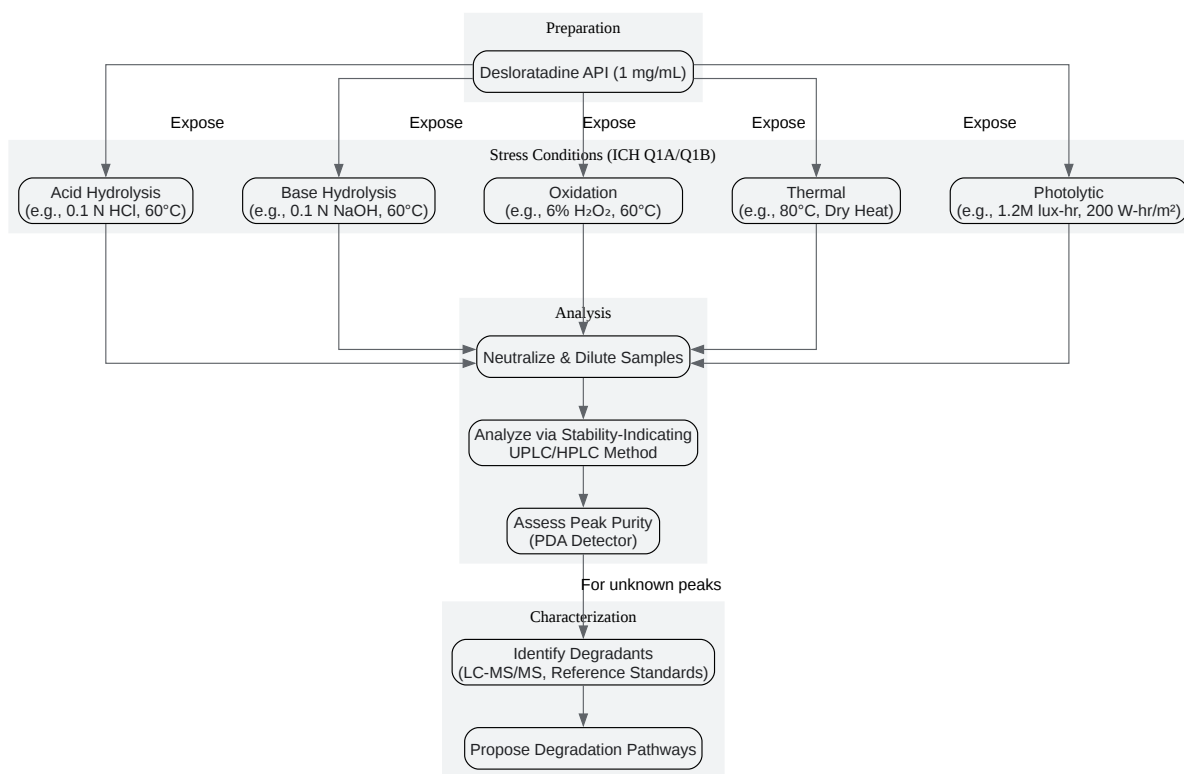 Preparation
Desloratadine API (1 mg/mL)
Expose
Expose
Expose
Expose
Expose
Stress Conditions (ICH Q1A/Q1B)
Acid Hydrolysis
(e.g., 0.1 N HCl, 60°C)
Base Hydrolysis
(e.g., 0.1 N NaOH, 60°C)
Oxidation
(e.g., 6% H₂O₂, 60°C)
Thermal
(e.g., 80°C, Dry Heat)
Photolytic
(e.g., 1.2M lux-hr, 200 W-hr/m²)
Analysis
Neutralize & Dilute Samples
Analyze via Stability-Indicating
UPLC/HPLC Method
Assess Peak Purity
(PDA Detector)
For unknown peaks
Characterization
Identify Degradants
(LC-MS/MS, Reference Standards)
Propose Degradation Pathways